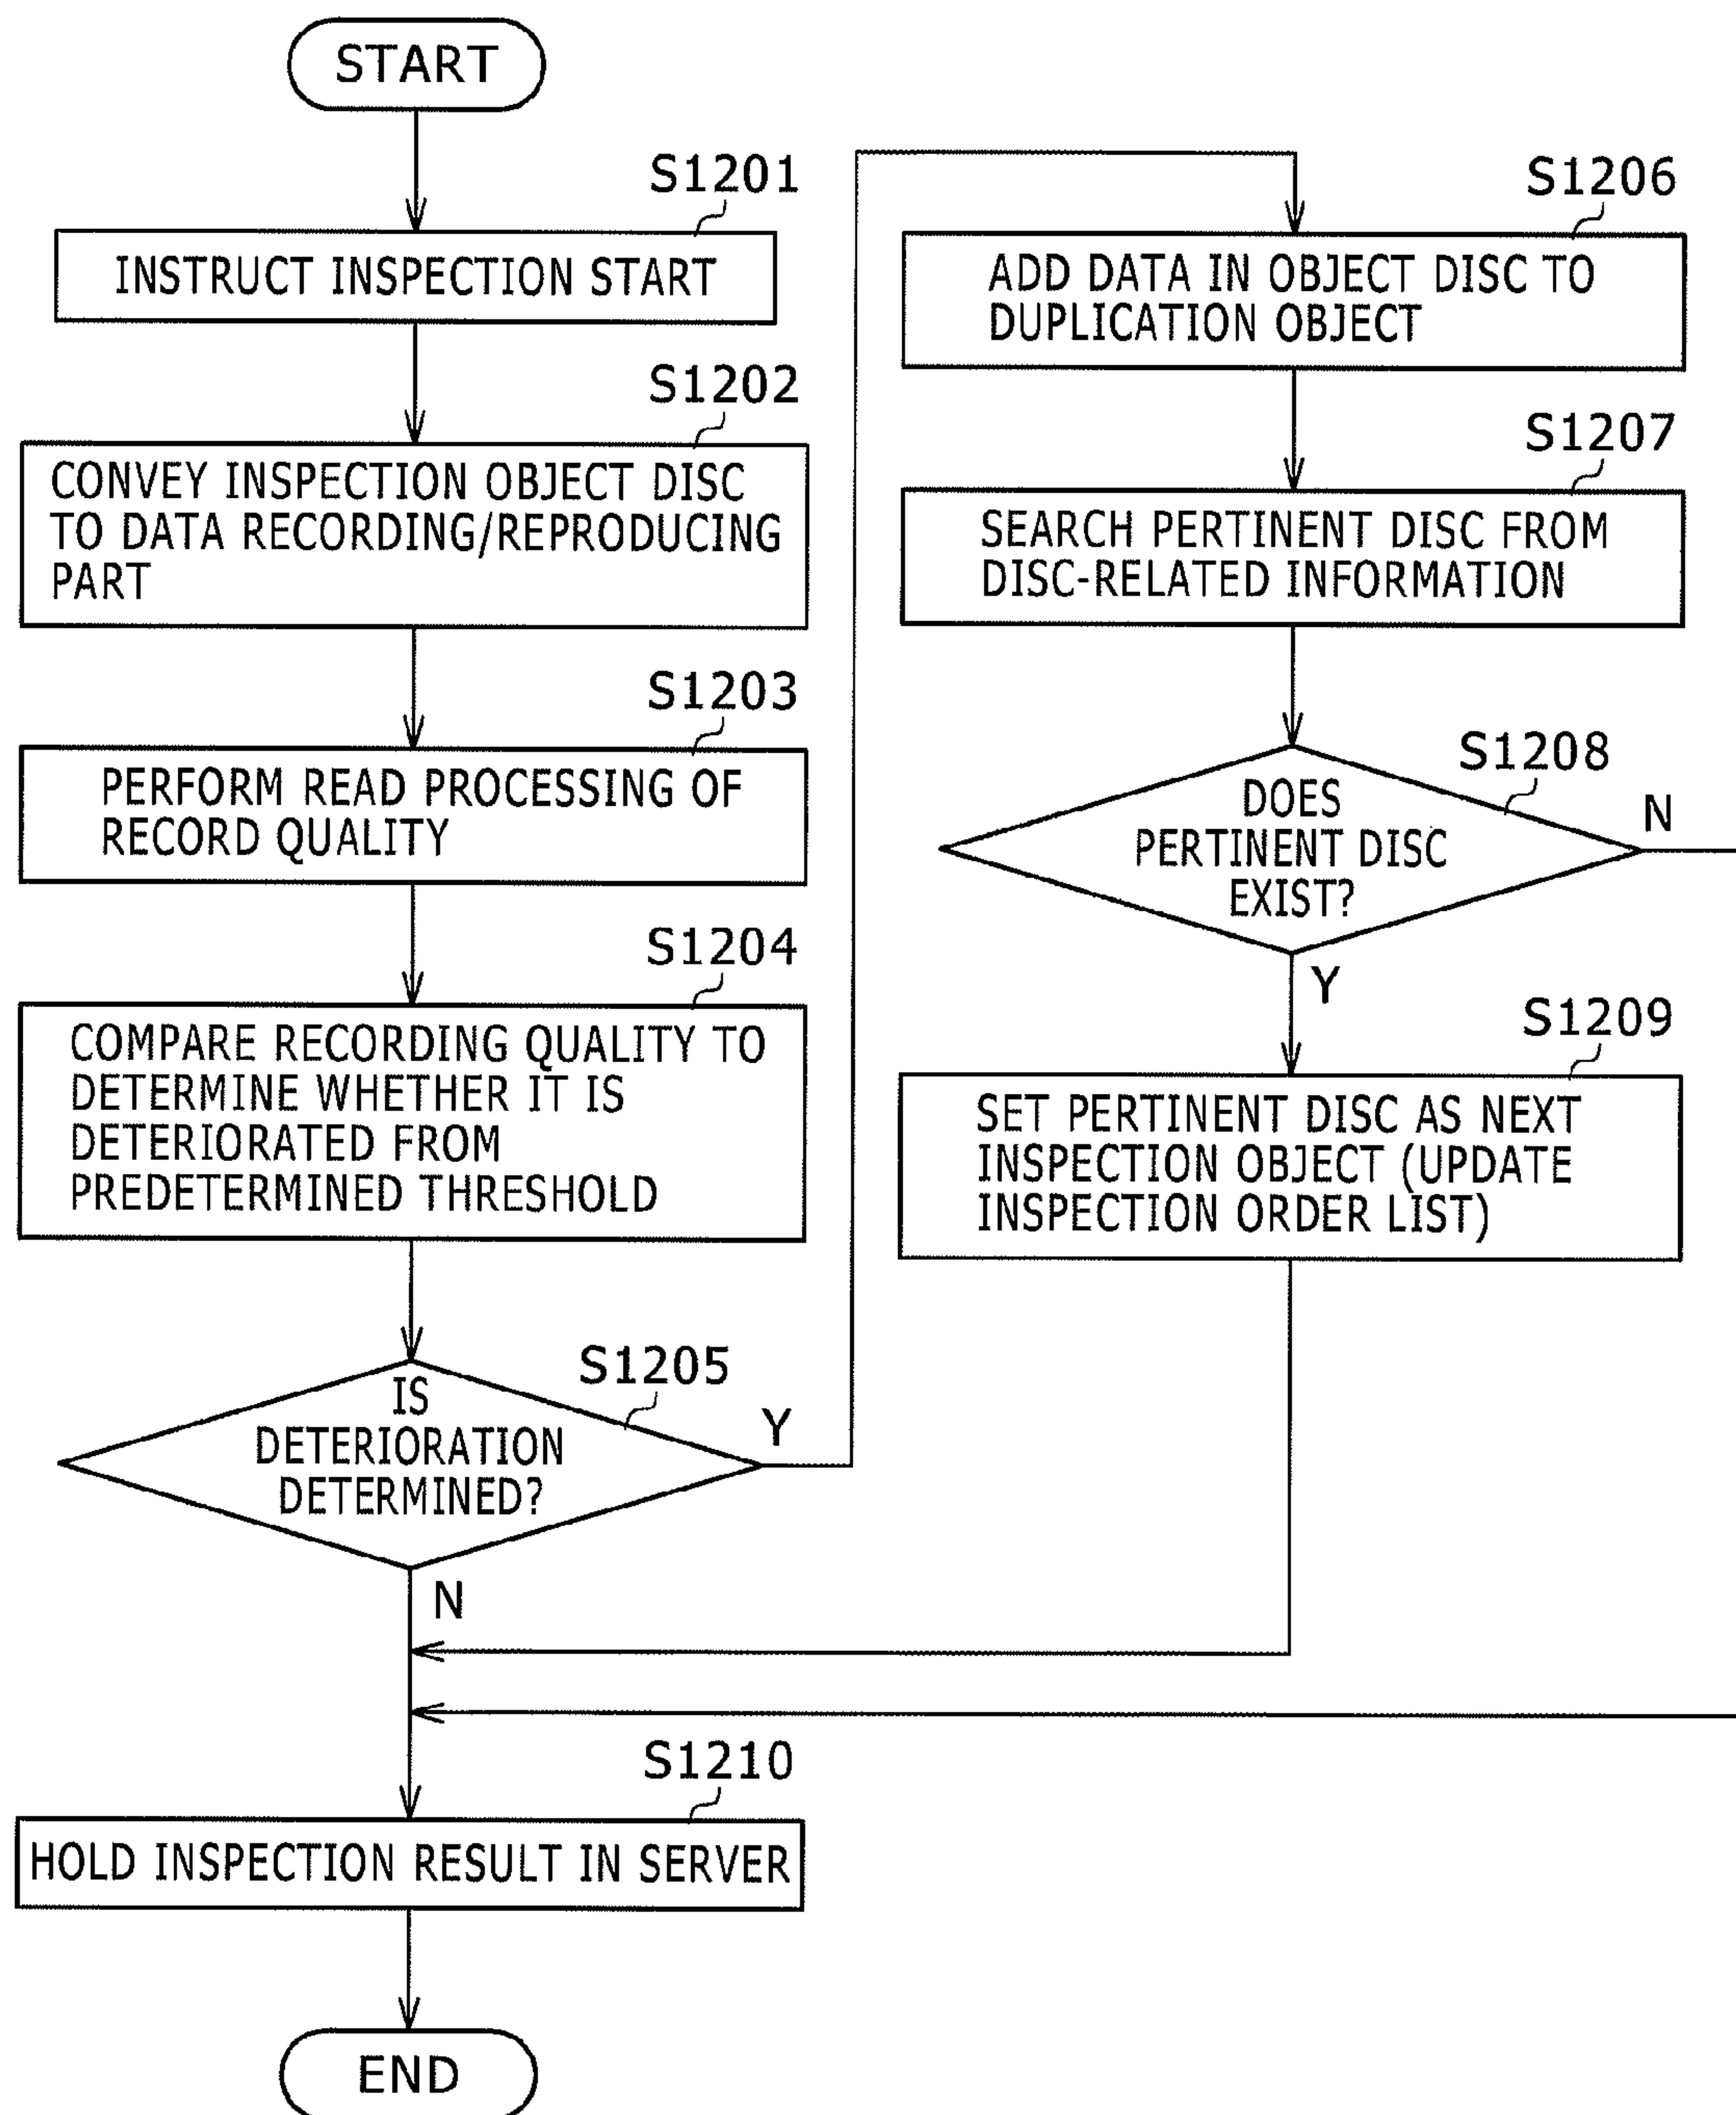 START
S1201
INSTRUCT INSPECTION START
S1202
CONVEY INSPECTION OBJECT DISC
TO DATA RECORDING/REPRODUCING
PART
S1203
PERFORM READ PROCESSING OF
RECORD QUALITY
S1204
COMPARE RECORDING QUALITY TO
DETERMINE WHETHER IT IS
DETERIORATED FROM
PREDETERMINED THRESHOLD
S1205
IS
DETERIORATION
DETERMINED?
Y
N
S1206
ADD DATA IN OBJECT DISC TO
DUPLICATION OBJECT
S1207
SEARCH PERTINENT DISC FROM
DISC-RELATED INFORMATION
S1208
DOES
PERTINENT DISC
EXIST?
N
Y
S1209
SET PERTINENT DISC AS NEXT
INSPECTION OBJECT (UPDATE
INSPECTION ORDER LIST)
S1210
HOLD INSPECTION RESULT IN SERVER
END